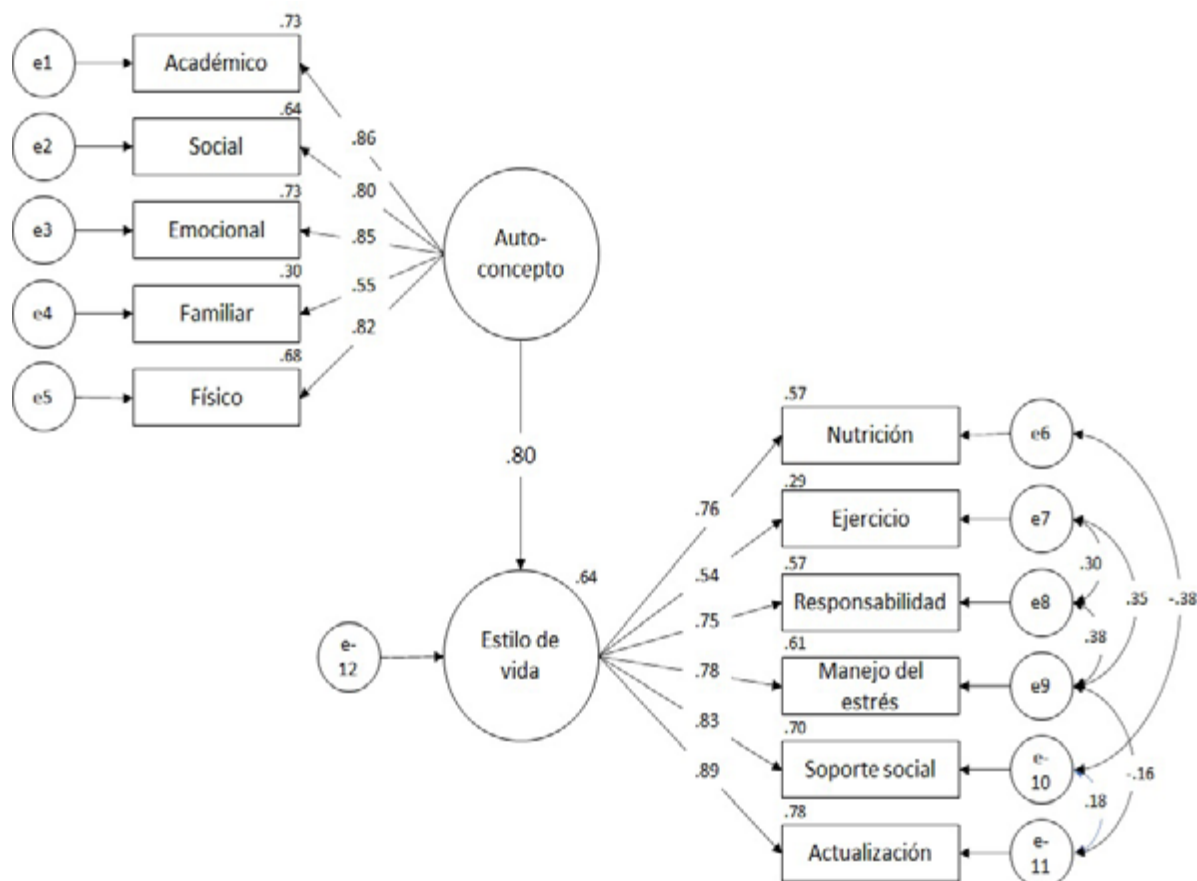 .73
e1
Académico
.86
.64
e2
Social
.80
.73
e3
Emocional
.85
.30
e4
Familiar
.55
.82
.68
e5
Físico
Auto-
concepto
.80
.64
e-
12
Estilo de
vida
.57
Nutrición
e6
.76
.29
Ejercicio
e7
.54
.30
.57
Responsabilidad
e8
.75
.35
-.38
.38
.61
Manejo del
estrés
e9
.78
.83
.70
Soporte social
e-
10
-.16
.89
.18
.78
Actualización
e-
11